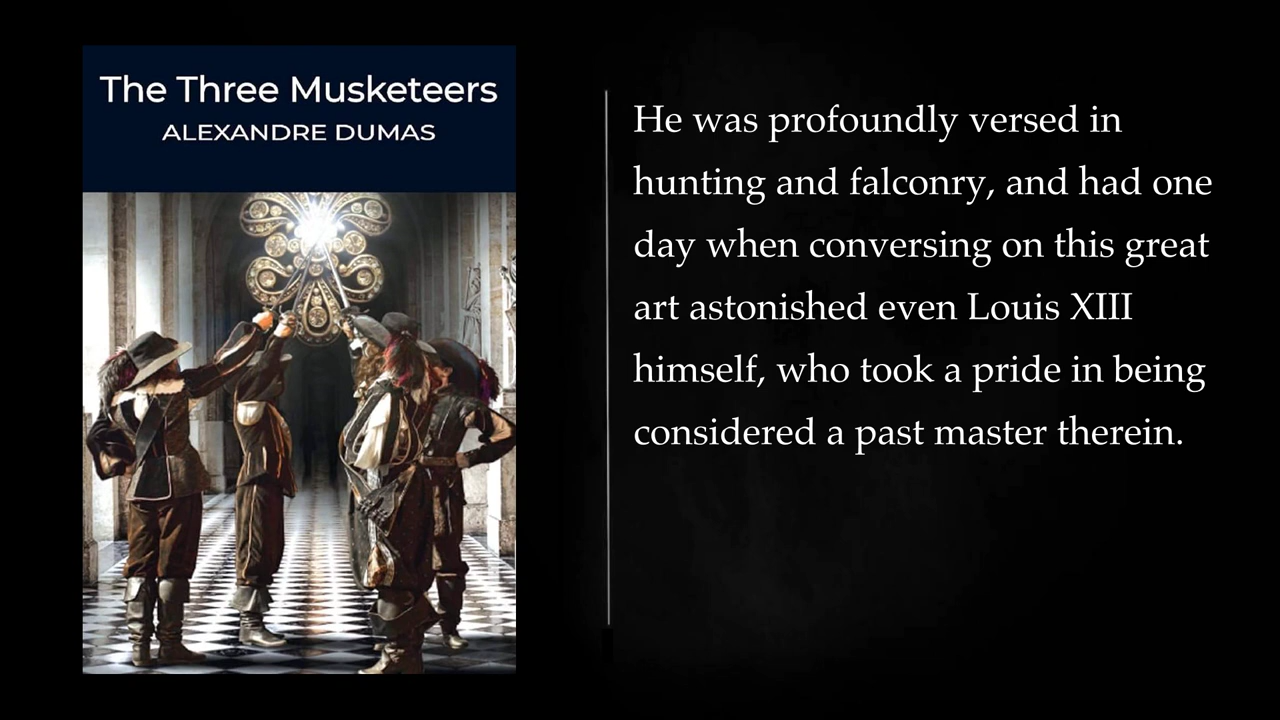 The Three Musketeers
ALEXANDRE DUMAS
He was profoundly versed in
hunting and falconry, and had one
day when conversing on this great
art astonished even Louis XIII
himself, who took a pride in being
considered a past master therein.